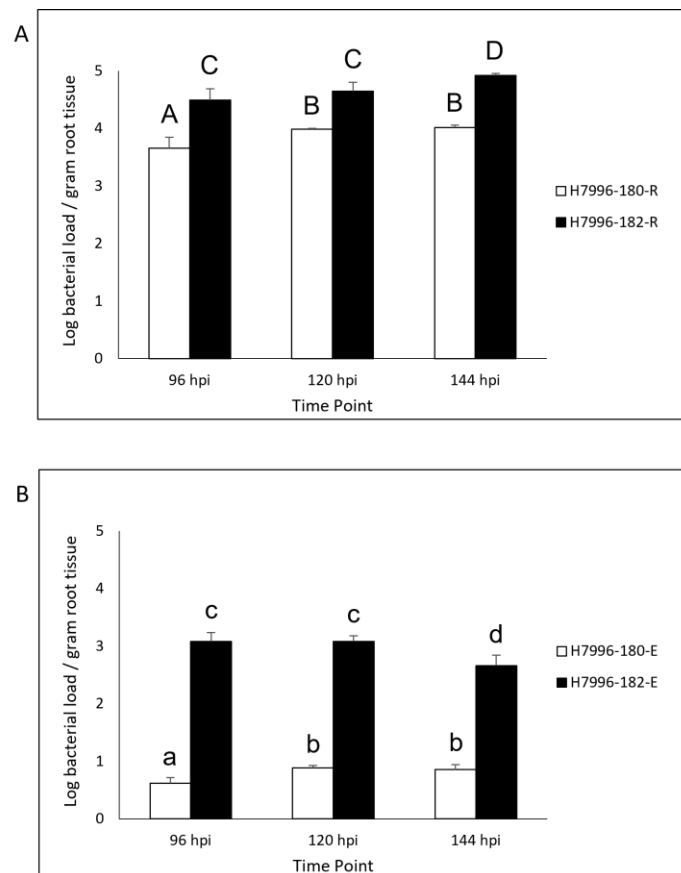 A
Log bacterial load / gram root tissue
5
4
3
2
1
0
A
C
B
C
B
D
96 hpi
120 hpi
144 hpi
Time Point
H7996-180-R
H7996-182-R
B
Log bacterial load / gram root tissue
5
4
3
2
1
0
a
c
b
c
b
d
96 hpi
120 hpi
144 hpi
Time Point
H7996-180-E
H7996-182-E